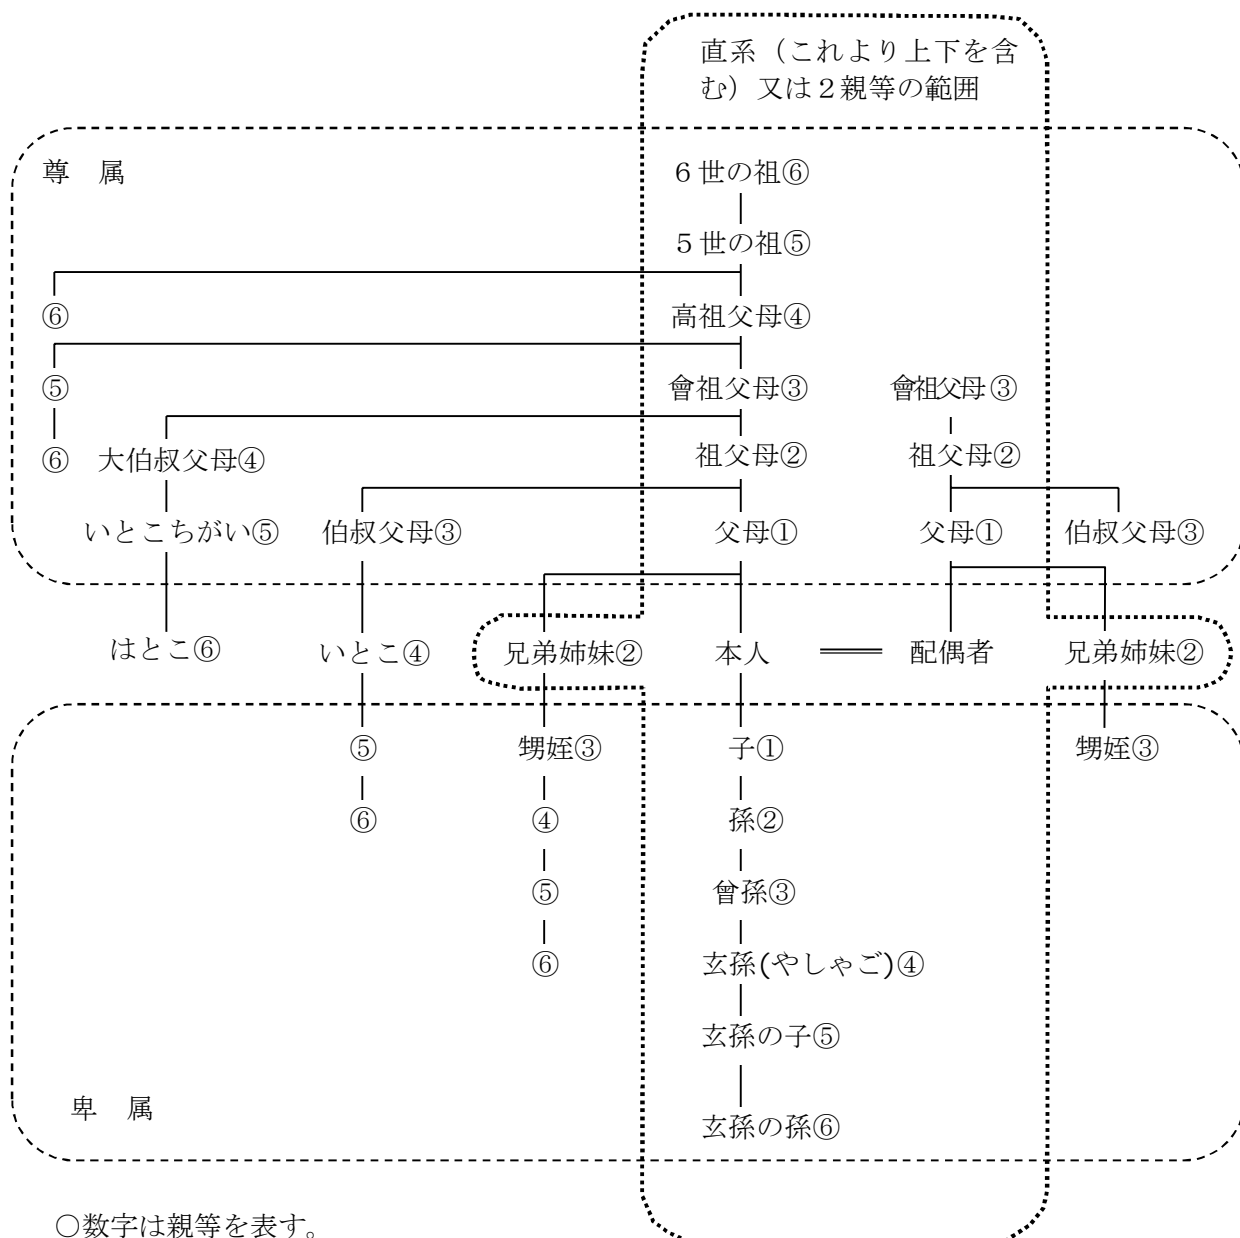 直系（これより上下を含
む）又は２親等の範囲
尊　属
６世の祖⑥
５世の祖⑤
⑥ 高祖父母④
⑤ 會祖父母③ 會祖父母③
⑥ 大伯叔父母④ 祖父母② 祖父母②
いとこちがい⑤ 伯叔父母③ 父母① 父母① 伯叔父母③
はとこ⑥ いとこ④ 兄弟姉妹② 本人 配偶者 兄弟姉妹②
⑤ 甥姪③ 子① 甥姪③
⑥ ④ 孫②
⑤ 曾孫③
⑥ 玄孫(やしゃご)④
玄孫の子⑤
卑　属
玄孫の孫⑥
○数字は親等を表す。